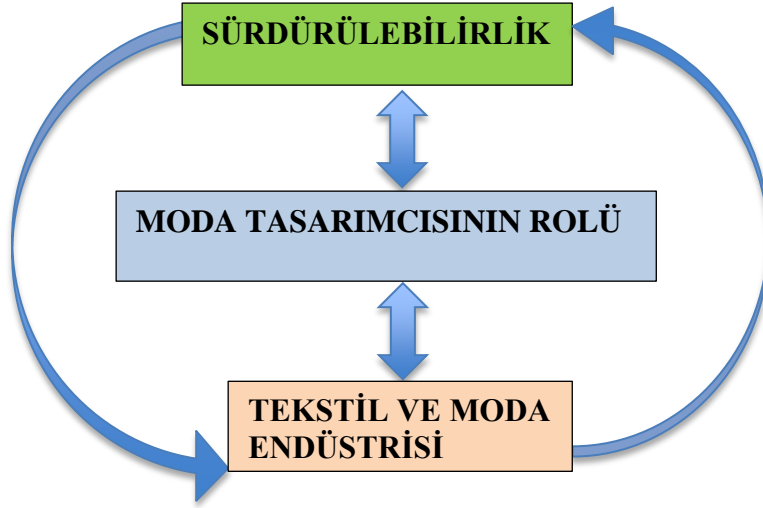 SÜRDÜRÜLEBİLİRLİK
MODA TASARIMCISININ ROLÜ
TEKSTİL VE MODA
ENDÜSTRİSİ